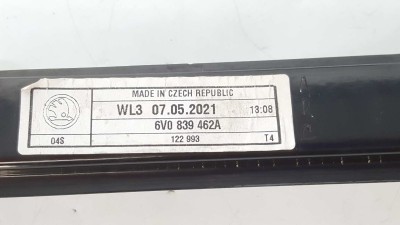 MADE IN CZECH REPUBLIC
WL3 07.05.2021 13:08
6V0 839 462A
04S 122 993 T4